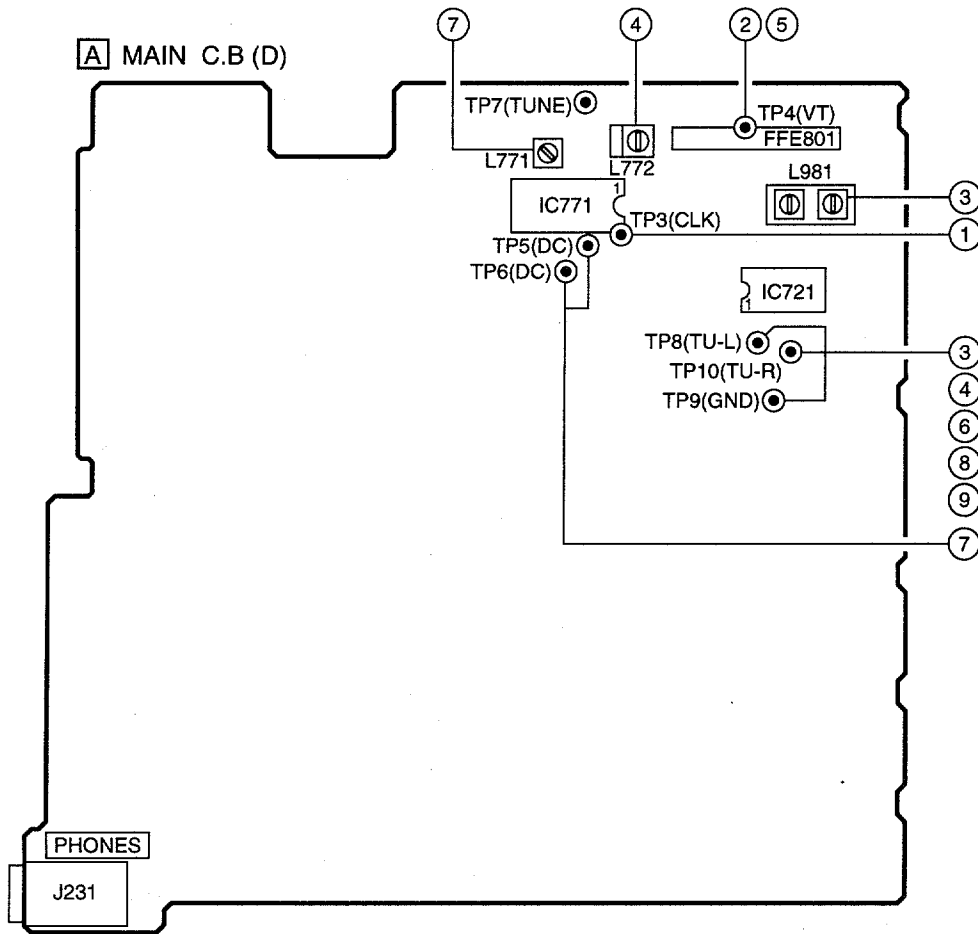 7
4
2 5
A MAIN C.B (D)
TP7(TUNE)
TP4(VT)
FFE801
L771
L772
L981
1
IC771
3
TP3(CLK)
1
TP5(DC)
TP6(DC)
IC721
1
TP8(TU-L)
3
TP10(TU-R)
4
TP9(GND)
6
8
9
7
PHONES
J231